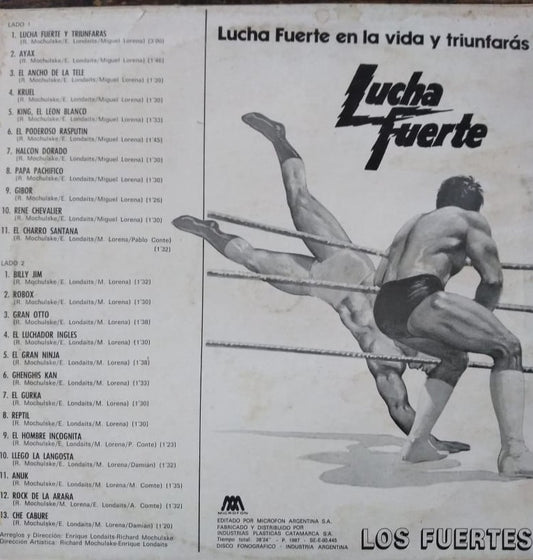 LADO 1
1. LUCHA FUERTE Y TRIUNFARAS
(R. Mochulske/E. Londaits/Miguel Lorena) (3'00)
2. AYAX
(R. Mochulske/E. Londaits/Miguel Lorena) (1'46)
3. EL ANCHO DE LA TELE
(R. Mochulske/E. Londaits/Miguel Lorena) (1'39)
4. KRUEL
(R. Mochulske/E. Londaits/Miguel Lorena) (1'30)
5. KING, EL LEON BLANCO
(R. Mochulske/E. Londaits/Miguel Lorena) (1'33)
6. EL PODEROSO RASPUTIN
(R. Mochulske/E. Londaits/Miguel Lorena) (1'45)
7. HALCON DORADO
(R. Mochulske/E. Londaits/Miguel Lorena) (1'30)
8. PAPA PACHIFICO
(R. Mochulske/E. Londaits/Miguel Lorena) (1'30)
9. GIBOR
(R. Mochulske/E. Londaits/Miguel Lorena) (1'26)
10. RENE CHEVALIER
(R. Mochulske/E. Londaits/Miguel Lorena) (1'30)
11. EL CHARRO SANTANA
(R. Mochulske/E. Londaits/M. Lorena/Pablo Conte)
(1'32)
LADO 2
1. BILLY JIM
(R. Mochulske/E. Londaits/M. Lorena) (1'32)
2. ROBOX
(R. Mochulske/E. Londaits/M. Lorena) (1'30)
3. GRAN OTTO
(R. Mochulske/E. Londaits/M. Lorena) (1'38)
4. EL LUCHADOR INGLES
(R. Mochulske/E. Londaits/M. Lorena) (1'30)
5. EL GRAN NINJA
(R. Mochulske/E. Londaits/M. Lorena) (1'38)
6. GHENGHIS KAN
(R. Mochulske/E. Londaits/M. Lorena) (1'33)
7. EL GURKA
(R. Mochulske/E. Londaits/M. Lorena) (1'30)
8. REPTIL
(R. Mochulske/E. Londaits/M. Lorena) (1'30)
9. EL HOMBRE INCOGNITA
(R. Mochulske/E. Londaits/M. Lorena/P. Conte) (1'23)
10. LLEGO LA LANGOSTA
(R. Mochulske/E. Londaits/M. Lorena/Damián) (1'32)
11. ANUK
(R. Mochulske/E. Londaits/M. Lorena/M. Conte) (1'35)
12. ROCK DE LA ARAÑA
(R. Mochulske/M. Lorena/E. Londaits/A. Comte) (1'32)
13. CHE CABURE
(R. Mochulske/E. Londaits/M. Lorena/Damián) (1'20)
Arreglos y Dirección: Enrique Londaits-Richard Mochulske
Dirección Artística: Richard Mochulske-Enrique Londaits
Lucha Fuerte en la vida y triunfarás
Lucha
Fuerte
MICROFON
EDITADO POR MICROFON ARGENTINA S.A.
FABRICADO Y DISTRIBUIDO POR
INDUSTRIAS PLASTICAS CATAMARCA S.A.
Tiempo total: 38'24" - P. 1987 - SE-E-60.445
DISCO FONOGRAFICO - INDUSTRIA ARGENTINA
LOS FUERTES